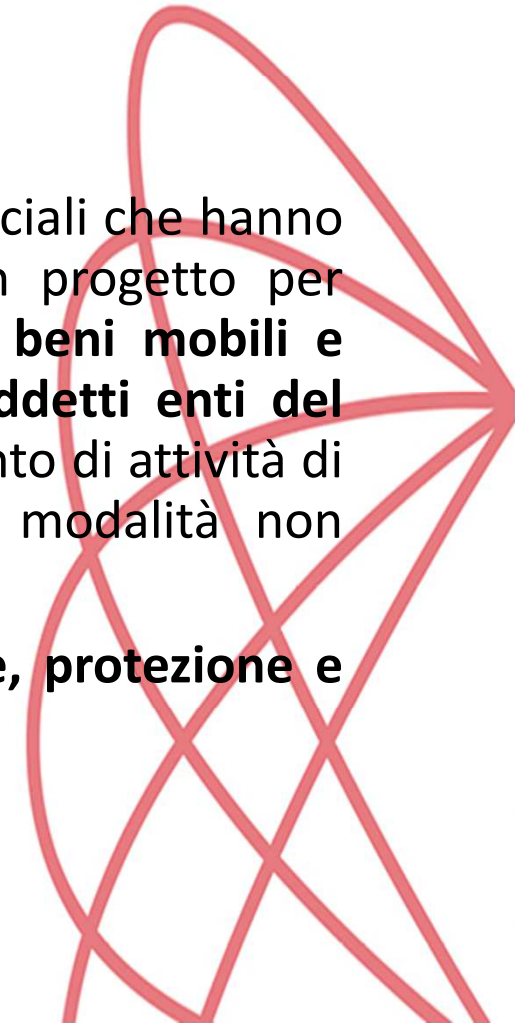 ciali che hanno
progetto per
beni mobili e
ddetti enti del
nto di attività di
modalità non
e, protezione e